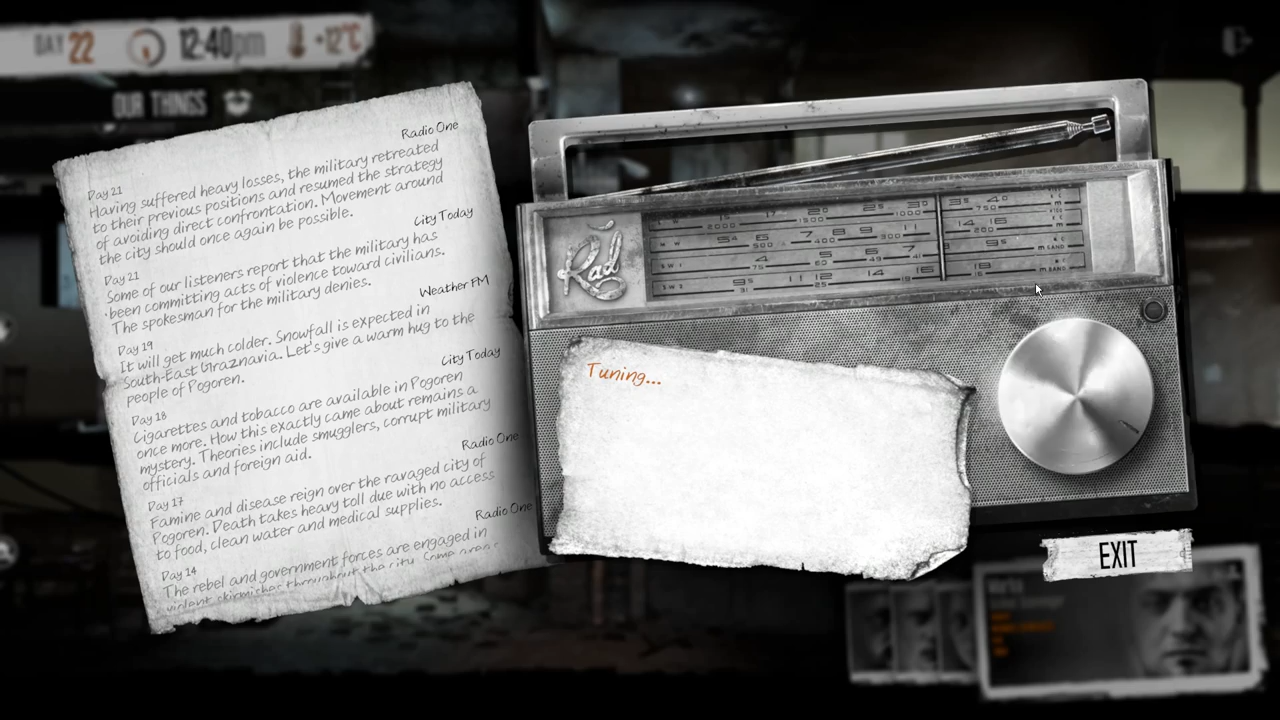 DAY 22 12:40pm +12°C
OUR THINGS
Radio One
Day 21
Having suffered heavy losses, the military retreated
to their previous positions and resumed the strategy
of avoiding direct confrontation. Movement around
the city should once again be possible.
City Today
Day 21
Some of our listeners report that the military has
been committing acts of violence toward civilians.
The spokesman for the military denies.
Weather FM
Day 19
It will get much colder. Snowfall is expected in
South-East Graznavia. Let's give a warm hug to the
people of Pogoren.
City Today
Day 18
Cigarettes and tobacco are available in Pogoren
once more. How this exactly came about remains a
mystery. Theories include smugglers, corrupt military
officials and foreign aid.
Radio One
Day 17
Famine and disease reign over the ravaged city of
Pogoren. Death takes heavy toll due with no access
to food, clean water and medical supplies.
Radio One
Day 14
The rebel and government forces are engaged in
violent skirmishes throughout the city. Some areas
Rad
Tuning...
EXIT